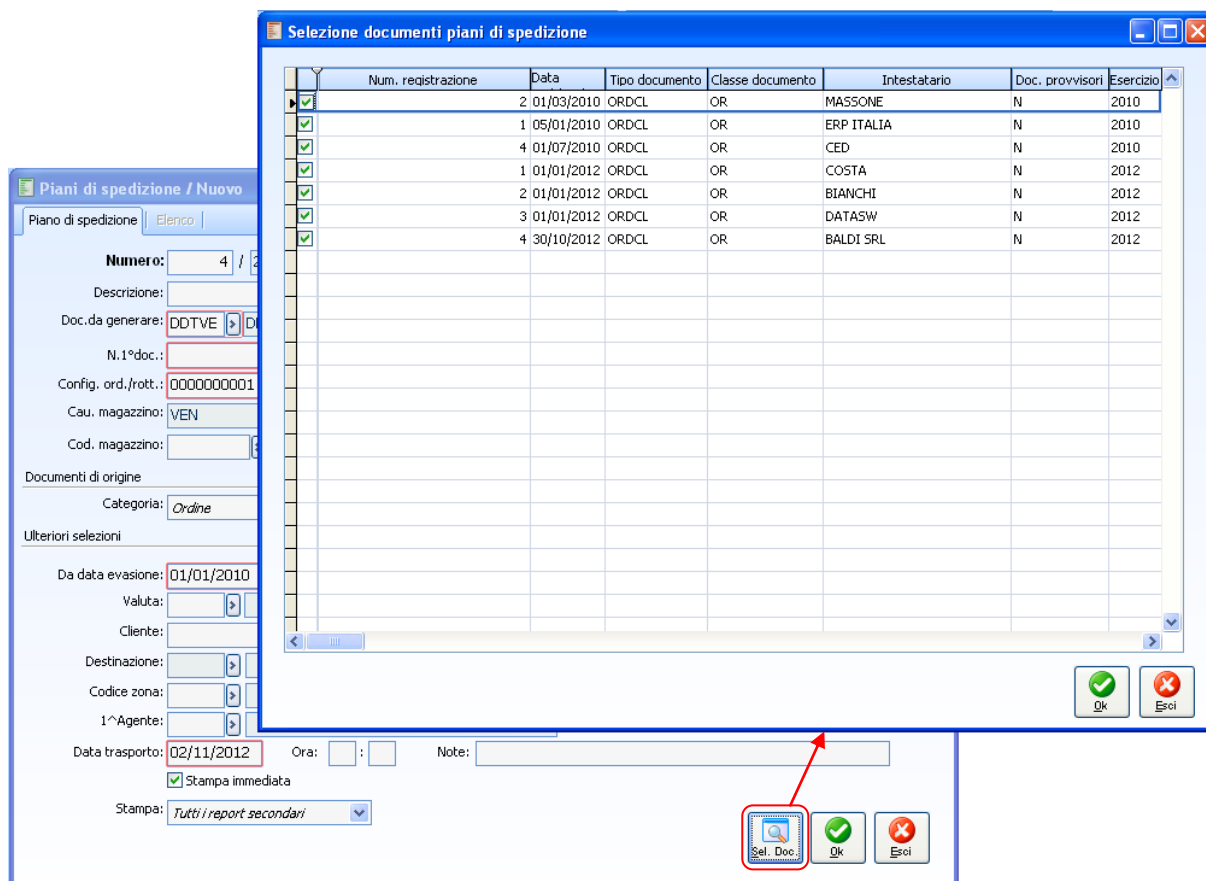 Selezione documenti piani di spedizione
Num. registrazione Data Tipo documento Classe documento Intestatario Doc. provvisori Esercizio
2 01/03/2010 ORDCL OR MASSONE N 2010
1 05/01/2010 ORDCL OR ERP ITALIA N 2010
4 01/07/2010 ORDCL OR CED N 2010
1 01/01/2012 ORDCL OR COSTA N 2012
2 01/01/2012 ORDCL OR BIANCHI N 2012
3 01/01/2012 ORDCL OR DATASW N 2012
4 30/10/2012 ORDCL OR BALDI SRL N 2012
Ok Esci
Piani di spedizione / Nuovo
Piano di spedizione Elenco
Numero: 4 / 2
Descrizione:
Doc.da generare: DDTVE
N.1°doc.:
Config. ord./rott.: 0000000001
Cau. magazzino: VEN
Cod. magazzino:
Documenti di origine
Categoria: Ordine
Ulteriori selezioni
Da data evasione: 01/01/2010
Valuta:
Cliente:
Destinazione:
Codice zona:
1^Agente:
Data trasporto: 02/11/2012 Ora: : Note:
Stampa immediata
Stampa: Tutti i report secondari
Sel. Doc. Ok Esci